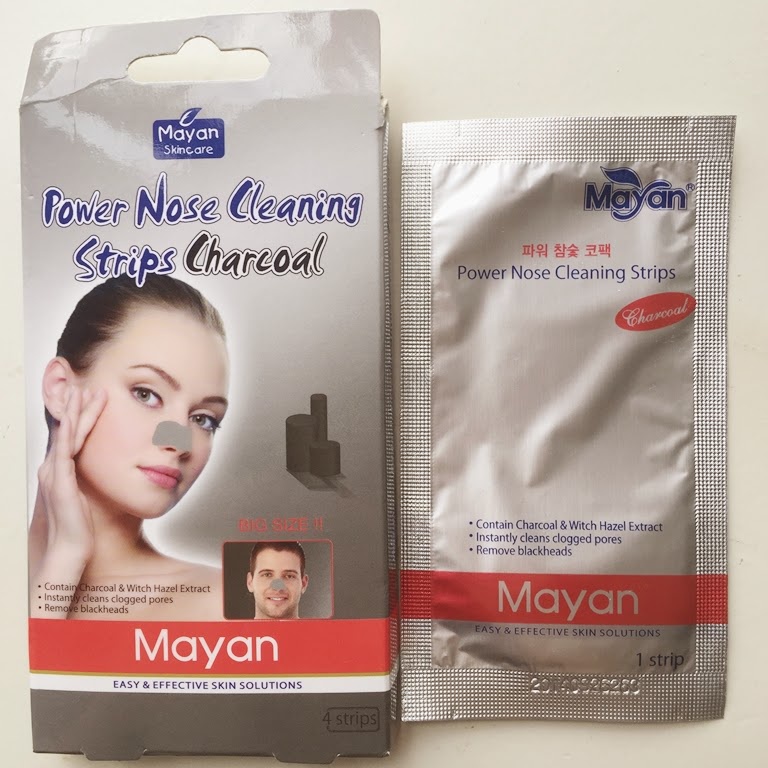 Mayan
Skincare
Power Nose Cleaning
Strips Charcoal
BIG SIZE !!
• Contain Charcoal & Witch Hazel Extract
• Instantly cleans clogged pores
• Remove blackheads
Mayan
EASY & EFFECTIVE SKIN SOLUTIONS
4 strips
Mayan®
파워 참숯 코팩
Power Nose Cleaning Strips
Charcoal
• Contain Charcoal & Witch Hazel Extract
• Instantly cleans clogged pores
• Remove blackheads
Mayan
EASY & EFFECTIVE SKIN SOLUTIONS
1 strip